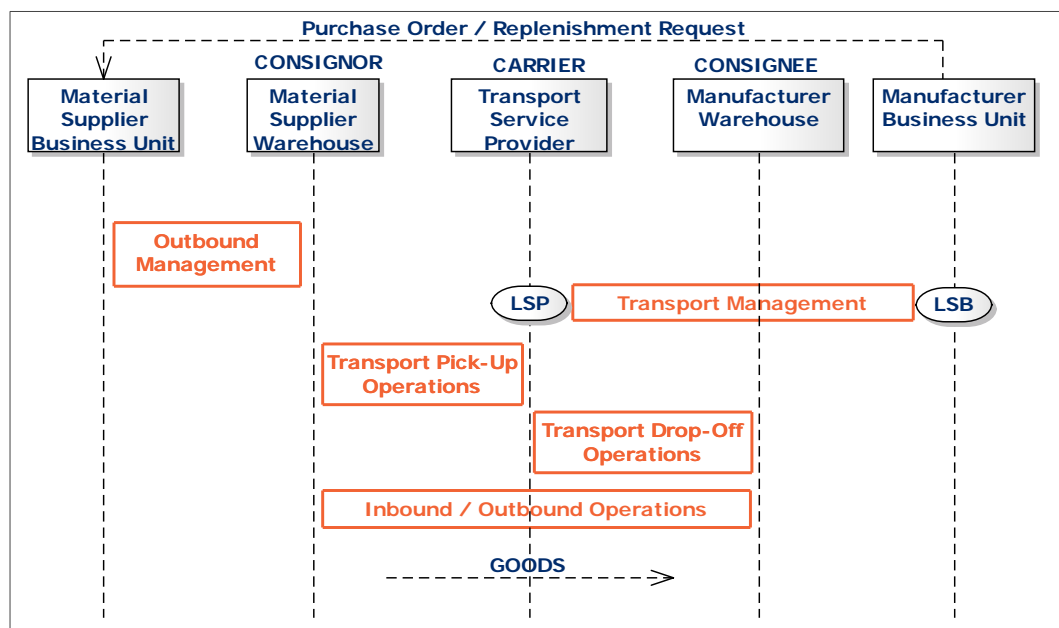 Purchase Order / Replenishment Request
CONSIGNOR
CARRIER
CONSIGNEE
Material
Supplier
Business Unit
Material
Supplier
Warehouse
Transport
Service
Provider
Manufacturer
Warehouse
Manufacturer
Business Unit
Outbound
Management
LSP
Transport Management
LSB
Transport Pick-Up
Operations
Transport Drop-Off
Operations
Inbound / Outbound Operations
GOODS